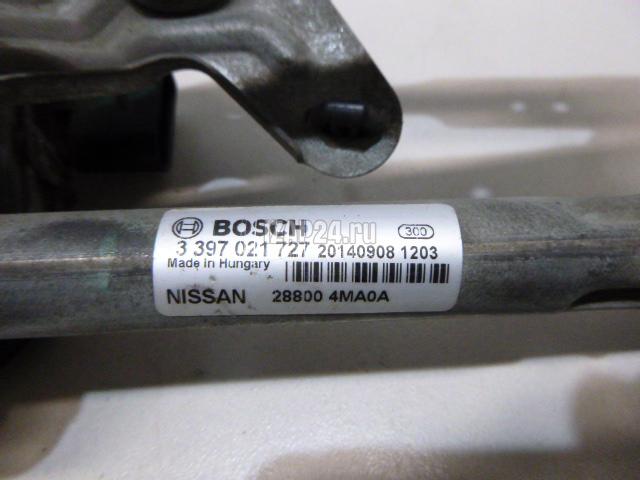 BOSCH
300
3 397 021 727 20140908 1203
Made in Hungary
NISSAN 28800 4MA0A